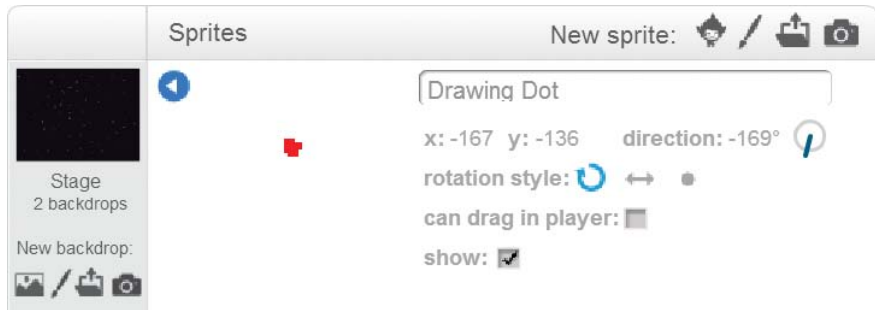 Sprites
New sprite:
Stage
2 backdrops
New backdrop:
Drawing Dot
x: -167 y: -136 direction: -169°
rotation style:
can drag in player:
show: